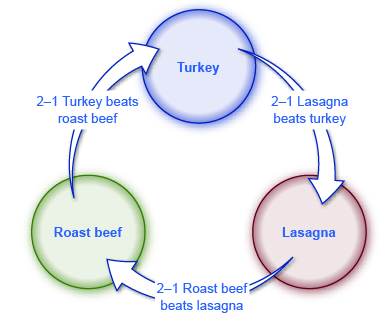 Turkey
2–1 Turkey beats
roast beef
2–1 Lasagna
beats turkey
Roast beef
Lasagna
2–1 Roast beef
beats lasagna